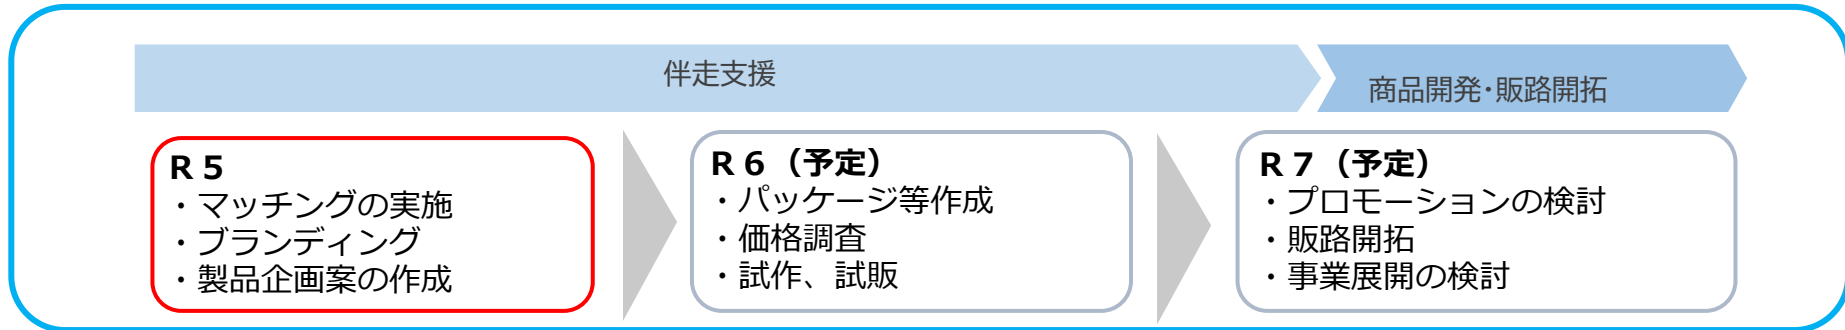 伴走支援
商品開発・販路開拓
R５
・マッチングの実施
・ブランディング
・製品企画案の作成
R６（予定）
・パッケージ等作成
・価格調査
・試作、試販
R７（予定）
・プロモーションの検討
・販路開拓
・事業展開の検討